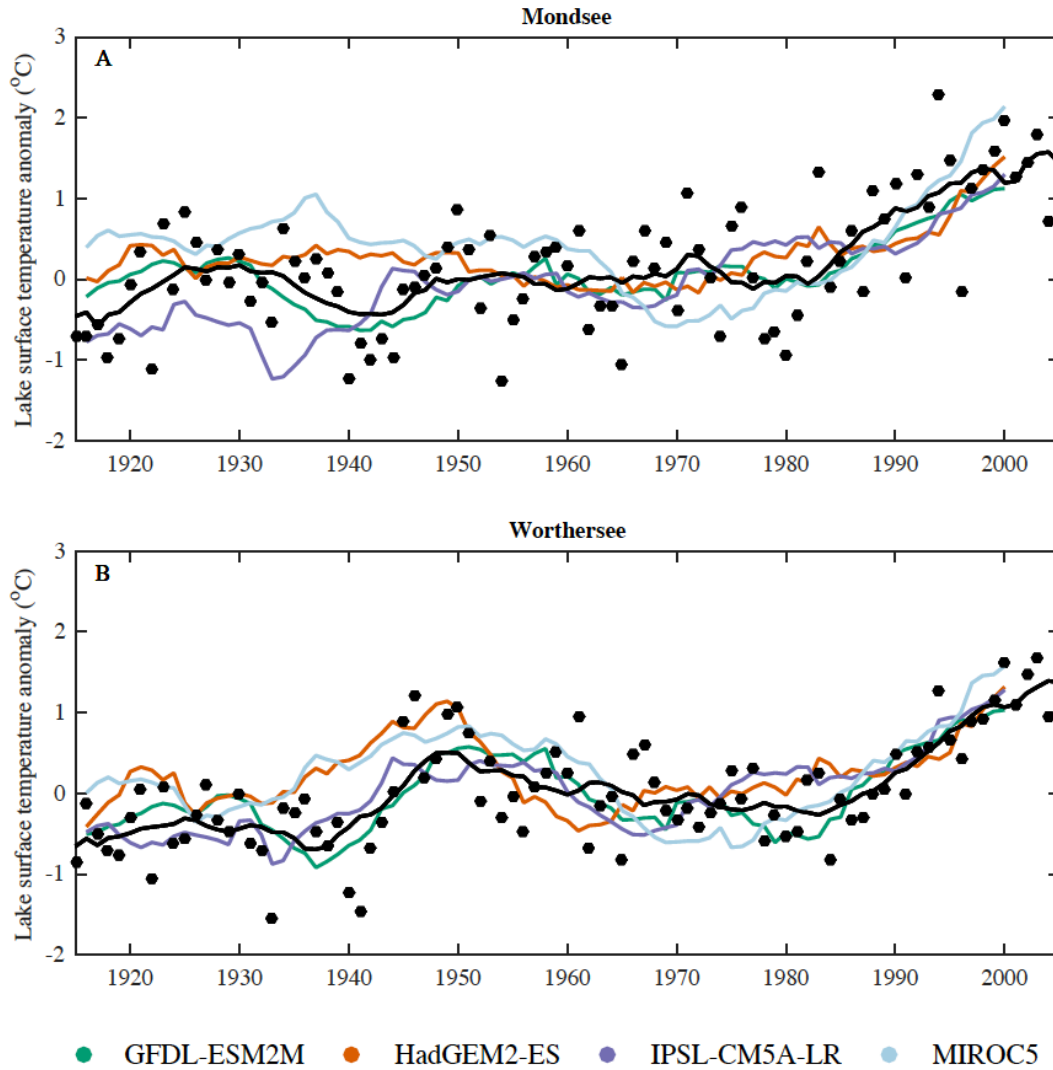 Mondsee
A
Lake surface temperature anomaly (°C)
3
2
1
0
-1
-2
1920 1930 1940 1950 1960 1970 1980 1990 2000
Worthersee
B
Lake surface temperature anomaly (°C)
3
2
1
0
-1
-2
1920 1930 1940 1950 1960 1970 1980 1990 2000
GFDL-ESM2M HadGEM2-ES IPSL-CM5A-LR MIROC5